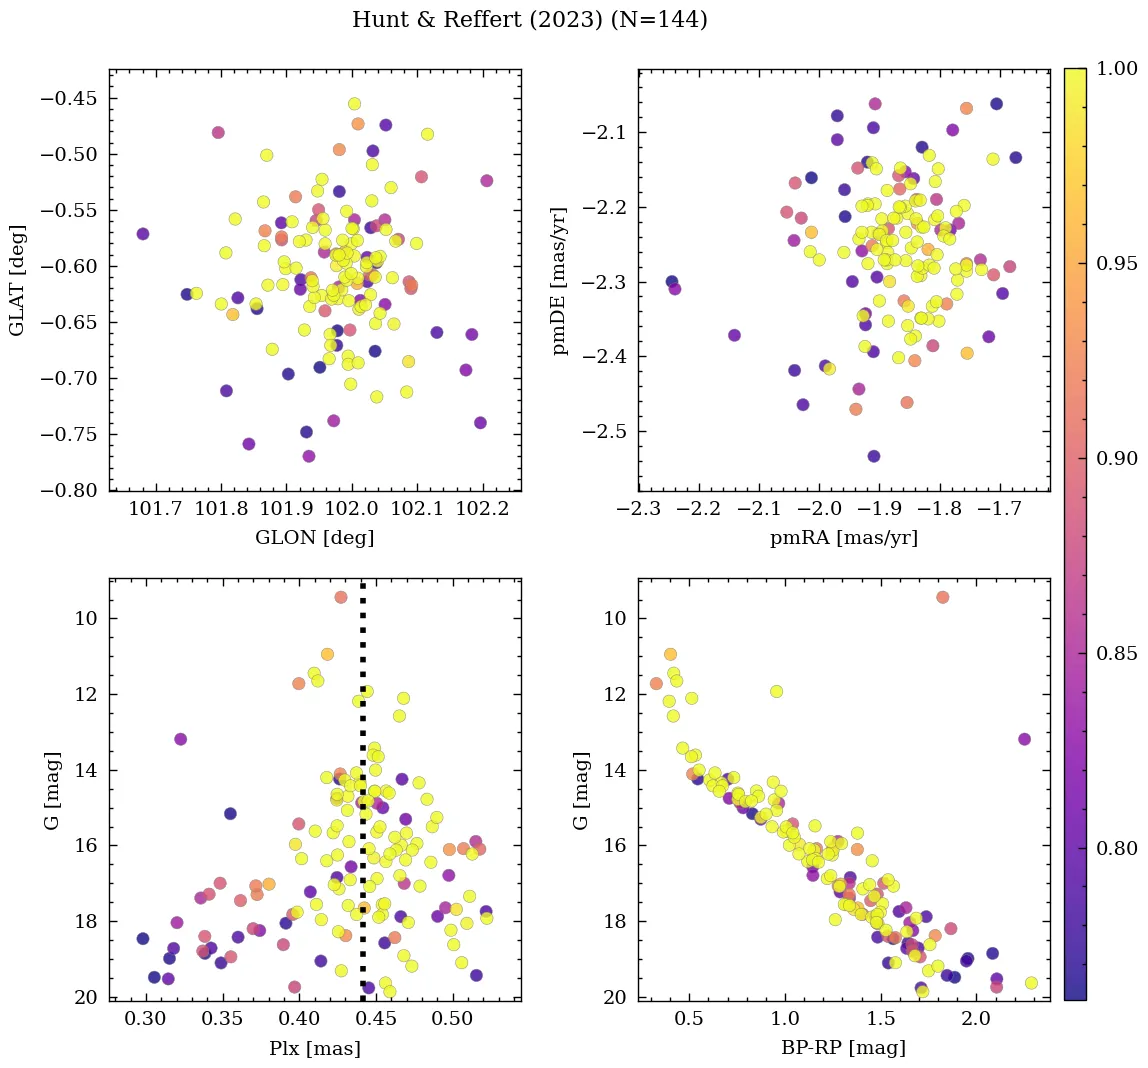 Hunt & Reffert (2023) (N=144)
−0.45
−0.50
−0.55
−0.60
−0.65
−0.70
−0.75
−0.80
GLAT [deg]
101.7 101.8 101.9 102.0 102.1 102.2
GLON [deg]
−2.1
−2.2
−2.3
−2.4
−2.5
pmDE [mas/yr]
−2.3 −2.2 −2.1 −2.0 −1.9 −1.8 −1.7
pmRA [mas/yr]
10
12
14
16
18
20
G [mag]
0.30 0.35 0.40 0.45 0.50
Plx [mas]
10
12
14
16
18
20
G [mag]
0.5 1.0 1.5 2.0
BP-RP [mag]
1.00
0.95
0.90
0.85
0.80